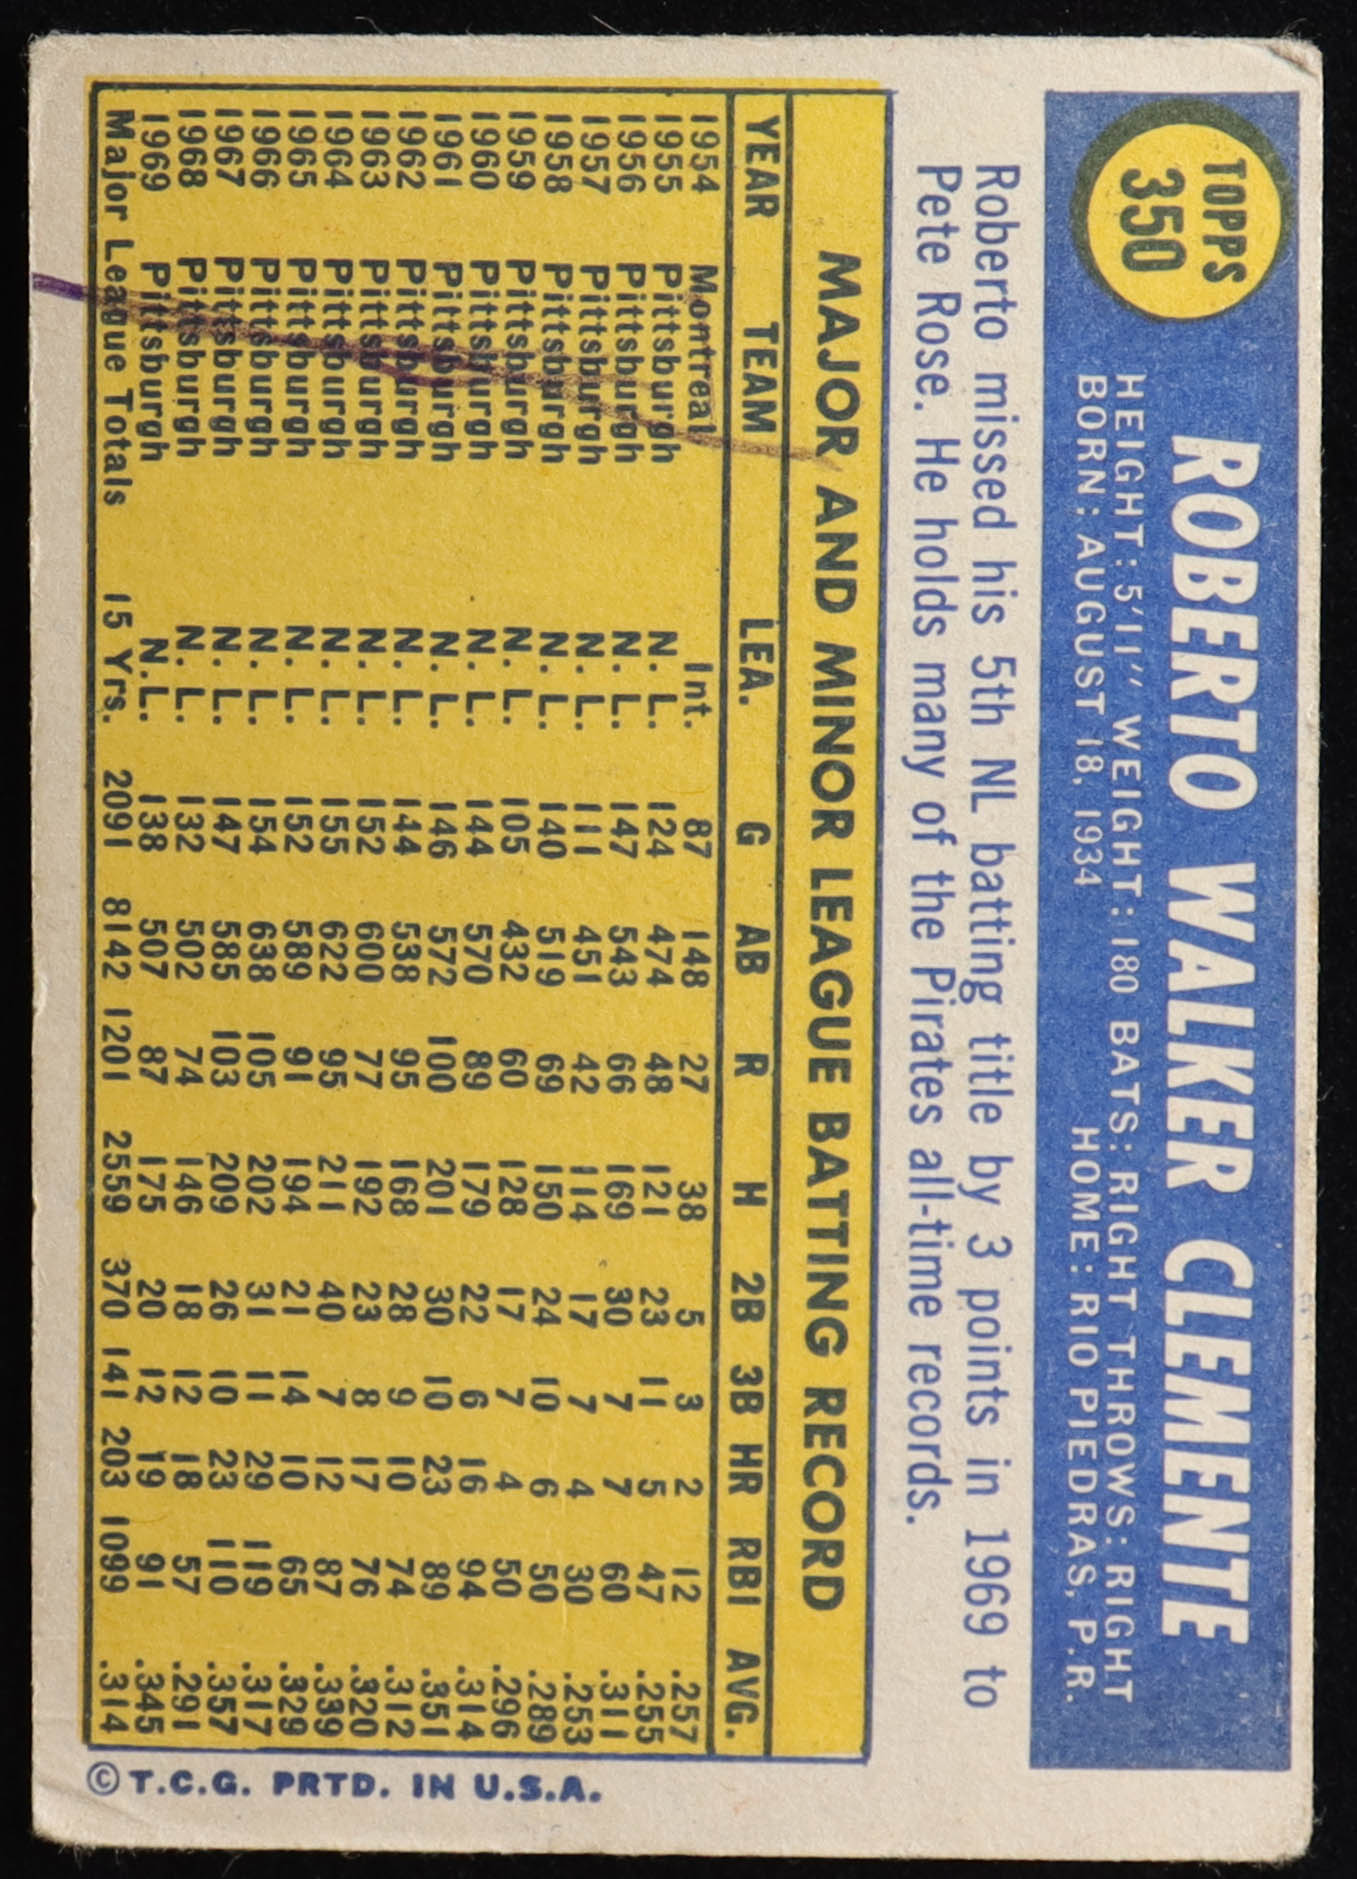 TOPPS
350
ROBERTO WALKER CLEMENTE
HEIGHT: 5'11" WEIGHT: 180 BATS: RIGHT THROWS: RIGHT
BORN: AUGUST 18, 1934 HOME: RIO PIEDRAS, P.R.
Roberto missed his 5th NL batting title by 3 points in 1969 to
Pete Rose. He holds many of the Pirates all-time records.
MAJOR AND MINOR LEAGUE BATTING RECORD
YEAR TEAM LEA. G AB R H 2B 3B HR RBI AVG.
1954 Montreal Int. 87 148 27 38 5 3 2 12 .257
1955 Pittsburgh N. L. 124 474 48 121 23 11 5 47 .255
1956 Pittsburgh N. L. 147 543 66 169 30 7 7 60 .311
1957 Pittsburgh N. L. 111 451 42 114 17 7 4 30 .253
1958 Pittsburgh N. L. 140 519 69 150 24 10 6 50 .289
1959 Pittsburgh N. L. 105 432 60 128 17 7 4 50 .296
1960 Pittsburgh N. L. 144 570 89 179 22 6 16 94 .314
1961 Pittsburgh N. L. 146 572 100 201 30 10 23 89 .351
1962 Pittsburgh N. L. 144 538 95 168 28 9 10 74 .312
1963 Pittsburgh N. L. 152 600 77 192 23 8 17 76 .320
1964 Pittsburgh N. L. 155 622 95 211 40 7 12 87 .339
1965 Pittsburgh N. L. 152 589 91 194 21 14 10 65 .329
1966 Pittsburgh N. L. 154 638 105 202 31 11 29 119 .317
1967 Pittsburgh N. L. 147 585 103 209 26 10 23 110 .357
1968 Pittsburgh N. L. 132 502 74 146 18 12 18 57 .291
1969 Pittsburgh N.L. 138 507 87 175 20 12 19 91 .345
Major League Totals 15 Yrs. 2091 8142 1201 2559 370 141 203 1099 .314
© T.C.G. PRTD. IN U.S.A.